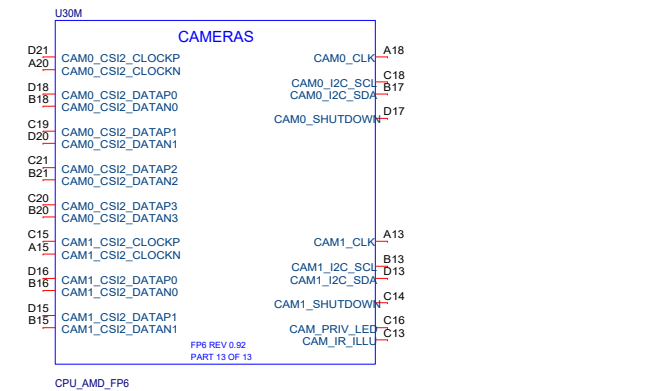 U30M
CAMERAS
D21 CAM0_CSI2_CLOCKP CAM0_CLK A18
A20 CAM0_CSI2_CLOCKN
CAM0_I2C_SCL C18
D18 CAM0_CSI2_DATAP0 CAM0_I2C_SDA B17
B18 CAM0_CSI2_DATAN0
CAM0_SHUTDOWN D17
C19 CAM0_CSI2_DATAP1
D20 CAM0_CSI2_DATAN1
C21 CAM0_CSI2_DATAP2
B21 CAM0_CSI2_DATAN2
C20 CAM0_CSI2_DATAP3
B20 CAM0_CSI2_DATAN3
C15 CAM1_CSI2_CLOCKP CAM1_CLK A13
A15 CAM1_CSI2_CLOCKN
CAM1_I2C_SCL B13
D16 CAM1_CSI2_DATAP0 CAM1_I2C_SDA D13
B16 CAM1_CSI2_DATAN0
CAM1_SHUTDOWN C14
D15 CAM1_CSI2_DATAP1
B15 CAM1_CSI2_DATAN1 CAM_PRIV_LED C16
CAM_IR_ILLU C13
FP6 REV 0.92
PART 13 OF 13
CPU_AMD_FP6